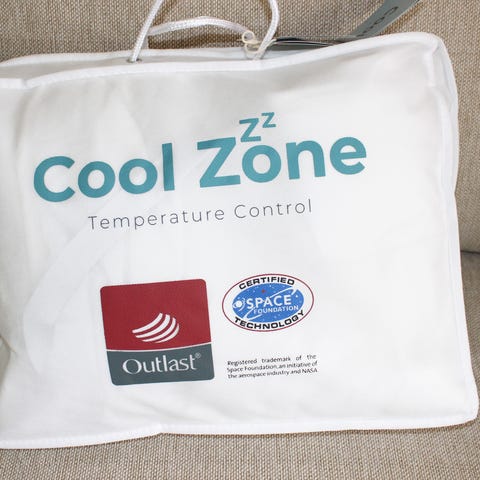 zz
Cool Zone
Temperature Control
Outlast®
CERTIFIED
SPACE
FOUNDATION
TECHNOLOGY
Registered trademark of the
Space Foundation, an initiative of
the aerospace industry and NASA